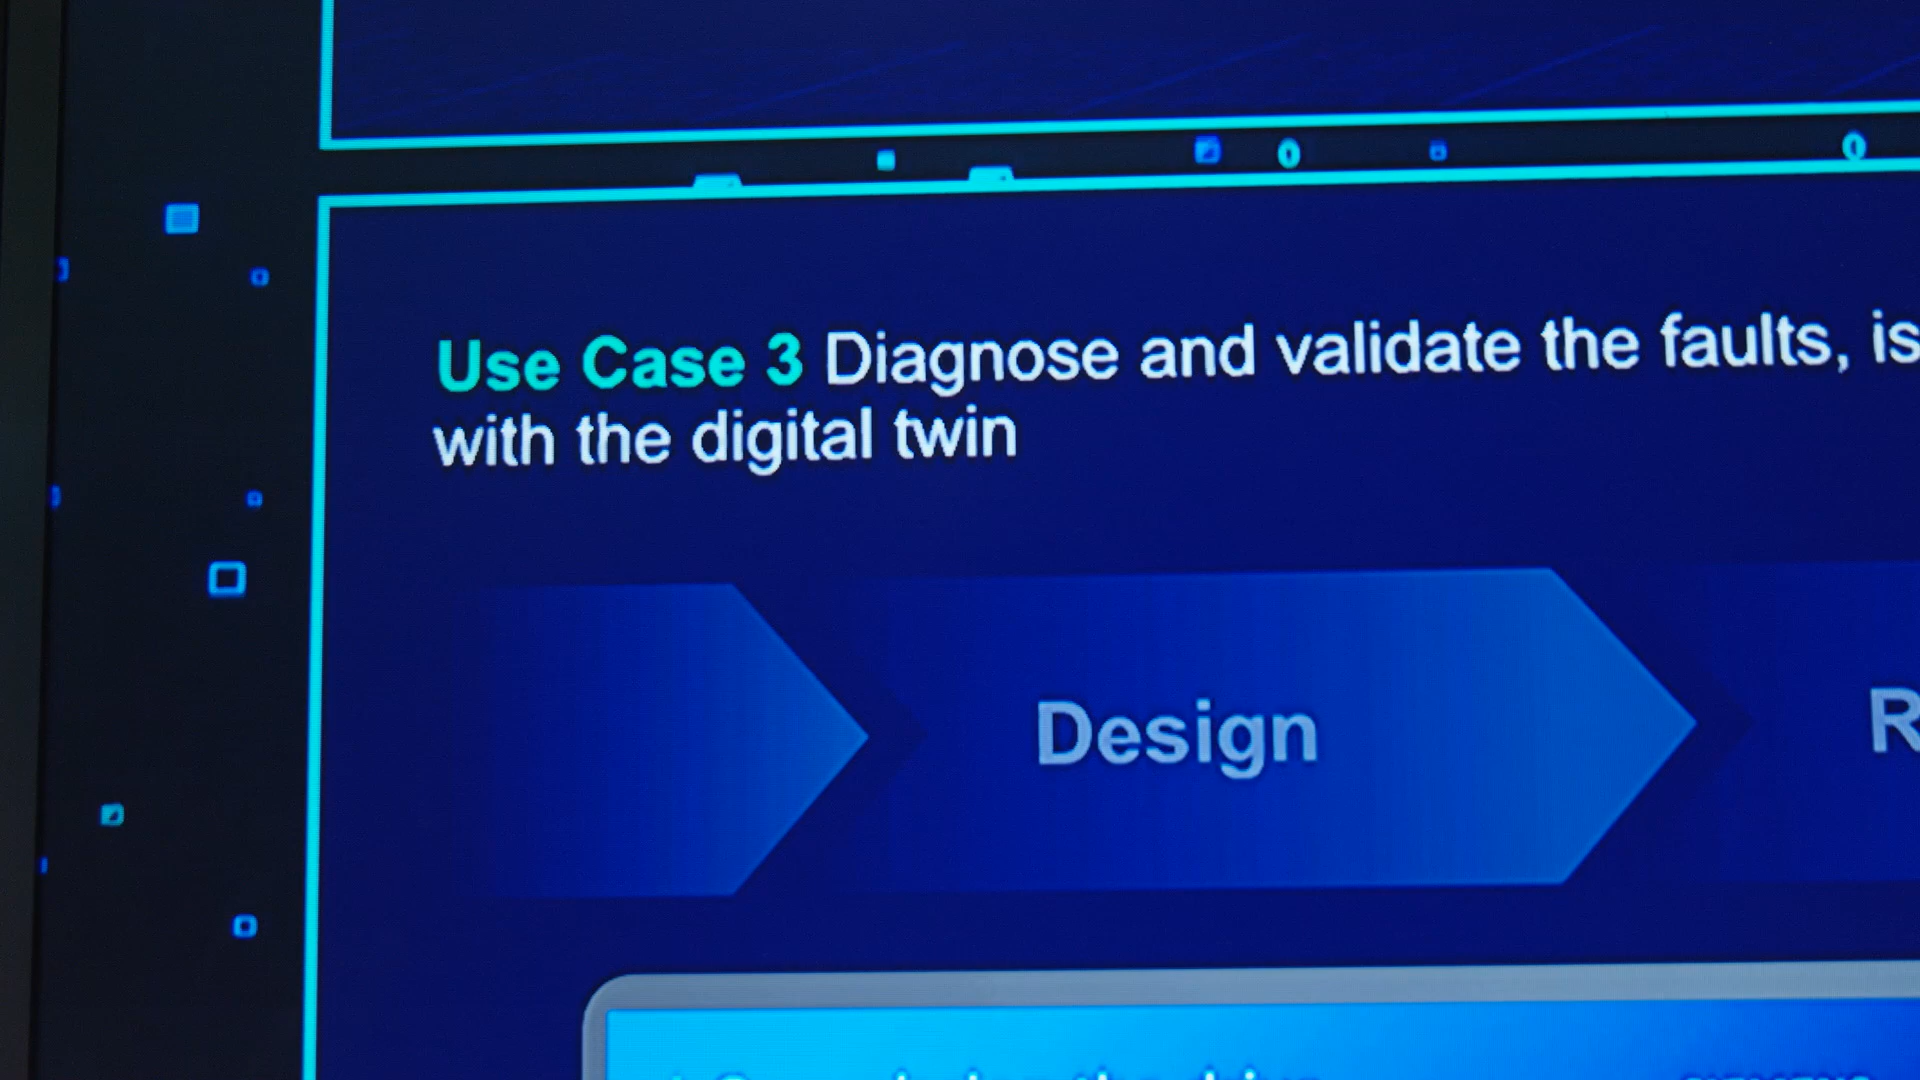 Use Case 3 Diagnose and validate the faults, is
with the digital twin
Design
R